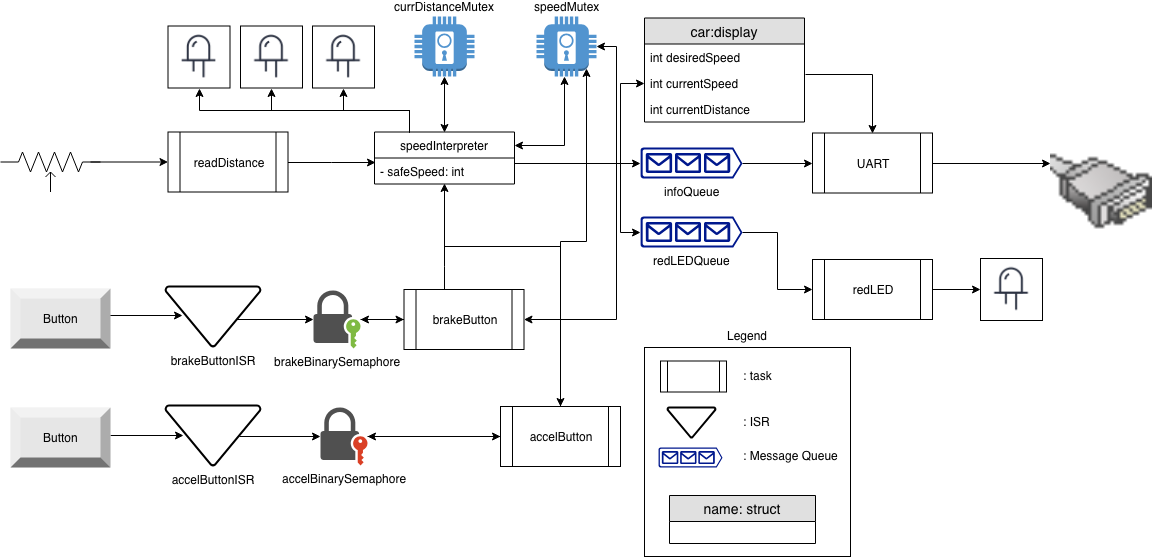 currDistanceMutex
speedMutex
car:display
int desiredSpeed
int currentSpeed
int currentDistance
readDistance
speedInterpreter
- safeSpeed: int
infoQueue
UART
redLEDQueue
redLED
Button
brakeButtonISR
brakeBinarySemaphore
brakeButton
Button
accelButtonISR
accelBinarySemaphore
accelButton
Legend
: task
: ISR
: Message Queue
name: struct